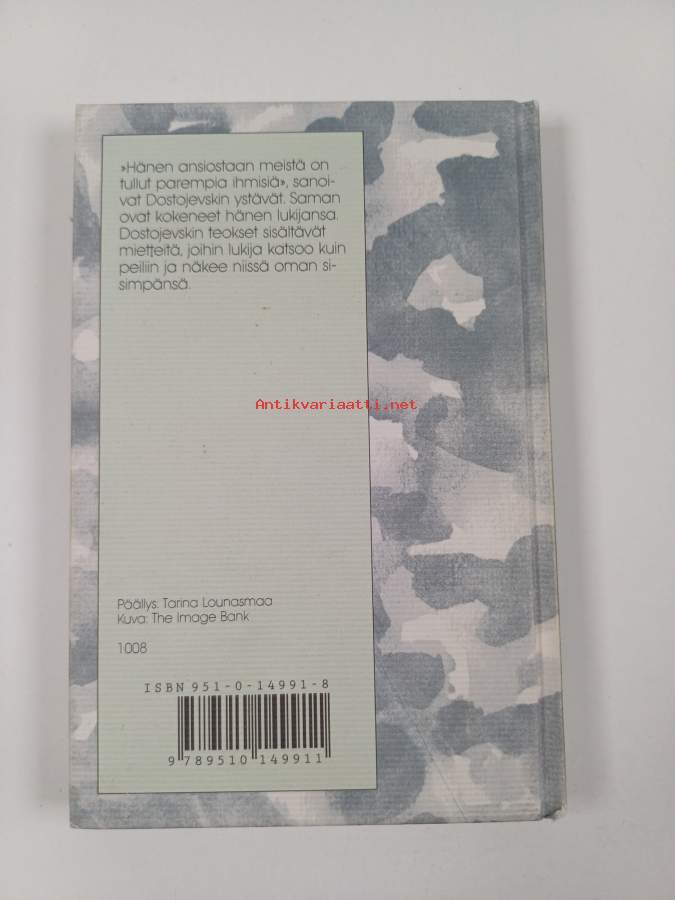 »Hänen ansiostaan meistä on
tullut parempia ihmisiä», sanoi-
vat Dostojevskin ystävät. Saman
ovat kokeneet hänen lukijansa.
Dostojevskin teokset sisältävät
mietteitä, joihin lukija katsoo kuin
peiliin ja näkee niissä oman si-
simpänsä.
Antikvariaatti.net
Päällys: Tarina Lounasmaa
Kuva: The Image Bank
1008
ISBN 951-0-14991-8
9 789510 149911